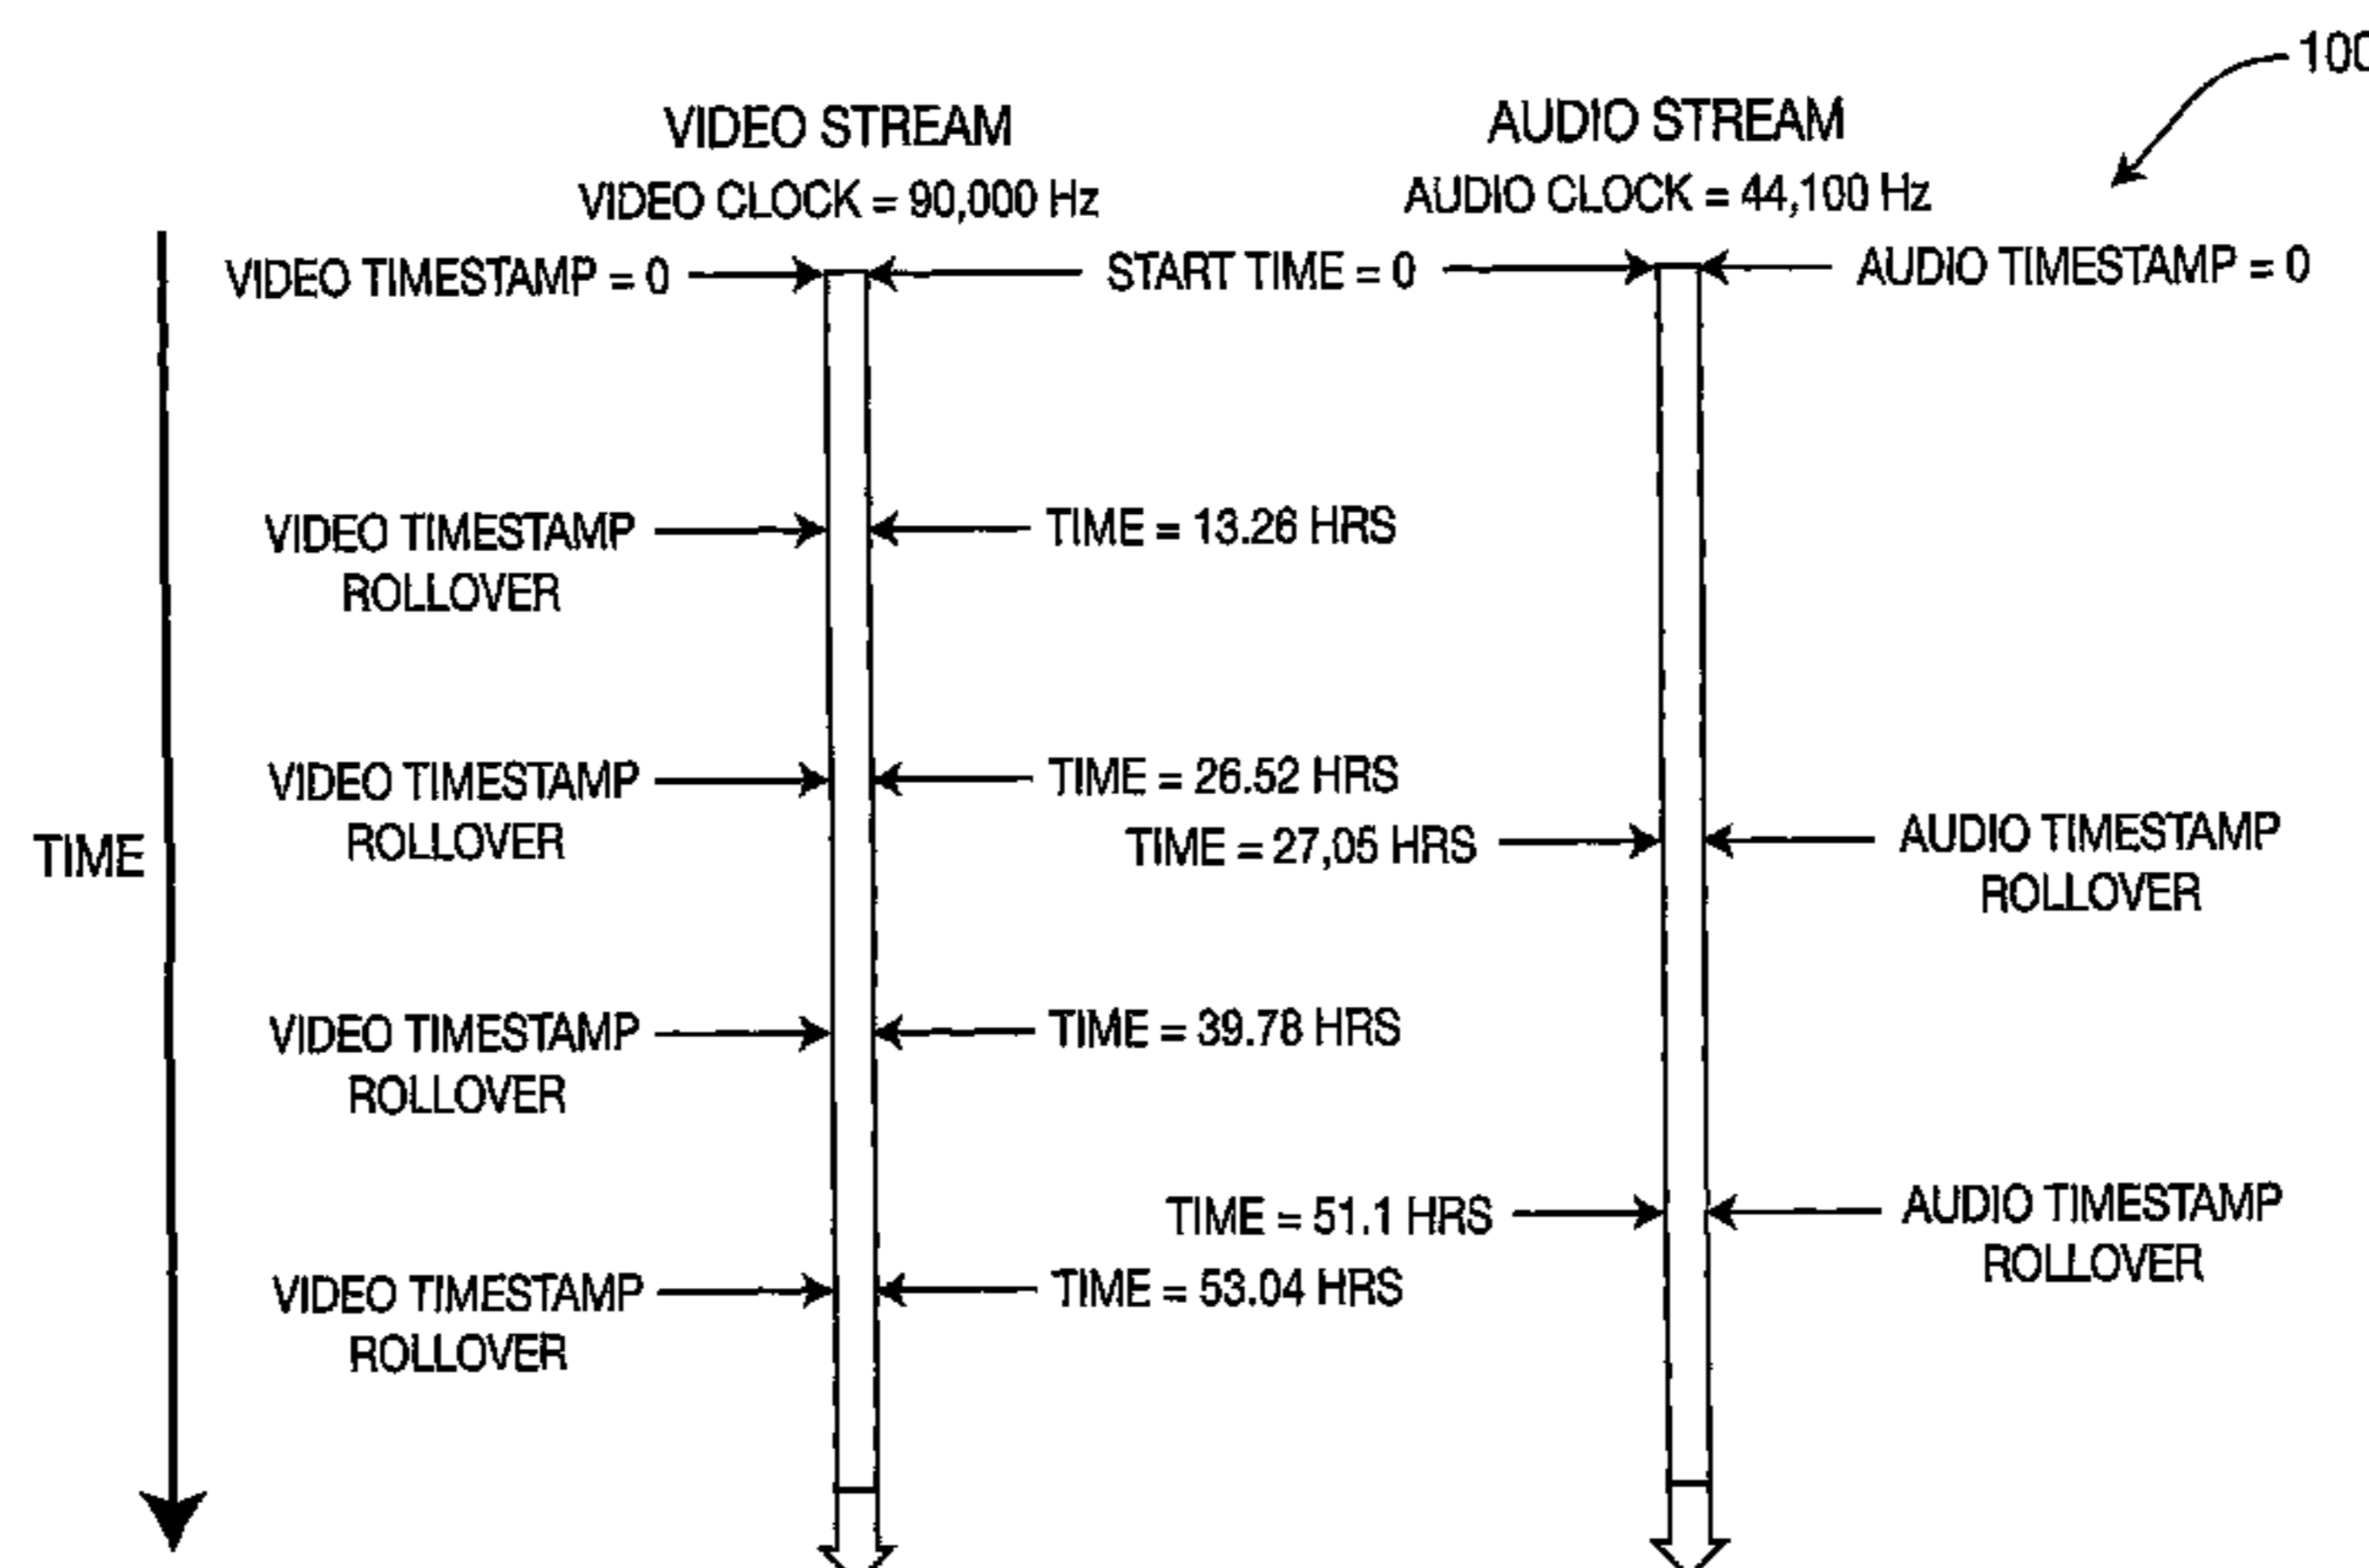 100
VIDEO STREAM
AUDIO STREAM
VIDEO CLOCK = 90,000 Hz
AUDIO CLOCK = 44,100 Hz
VIDEO TIMESTAMP = 0
START TIME = 0
AUDIO TIMESTAMP = 0
VIDEO TIMESTAMP
ROLLOVER
TIME = 13.26 HRS
VIDEO TIMESTAMP
ROLLOVER
TIME = 26.52 HRS
TIME
TIME = 27,05 HRS
AUDIO TIMESTAMP
ROLLOVER
VIDEO TIMESTAMP
ROLLOVER
TIME = 39.78 HRS
TIME = 51.1 HRS
AUDIO TIMESTAMP
ROLLOVER
VIDEO TIMESTAMP
ROLLOVER
TIME = 53.04 HRS